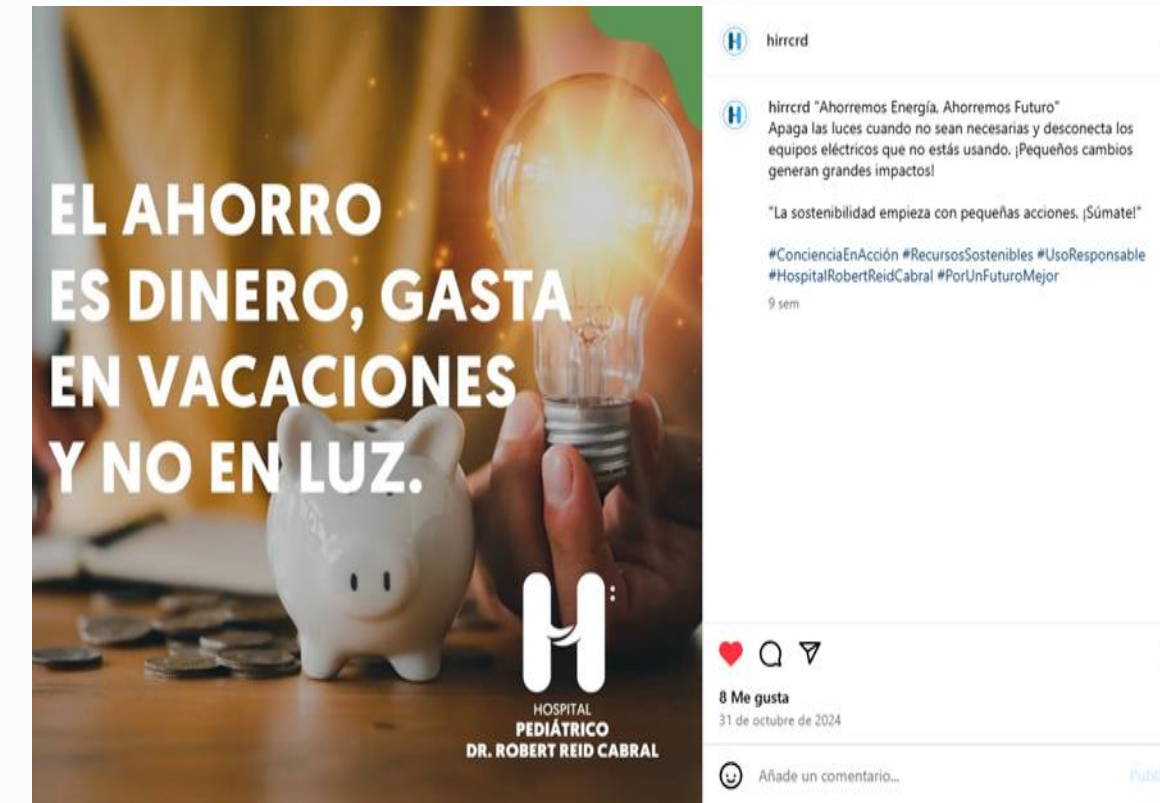 EL AHORRO
ES DINERO, GASTA
EN VACACIONES
Y NO EN LUZ.
HOSPITAL
PEDIÁTRICO
DR. ROBERT REID CABRAL
hirrcrd
hirrcrd "Ahorremos Energía, Ahorremos Futuro"
Apaga las luces cuando no sean necesarias y desconecta los
equipos eléctricos que no estás usando. ¡Pequeños cambios
generan grandes impactos!
"La sostenibilidad empieza con pequeñas acciones. ¡Súmate!"
#ConcienciaEnAcción #RecursosSostenibles #UsoResponsable
#HospitalRobertReidCabral #PorUnFuturoMejor
9 sem
8 Me gusta
31 de octubre de 2024
Añade un comentario...